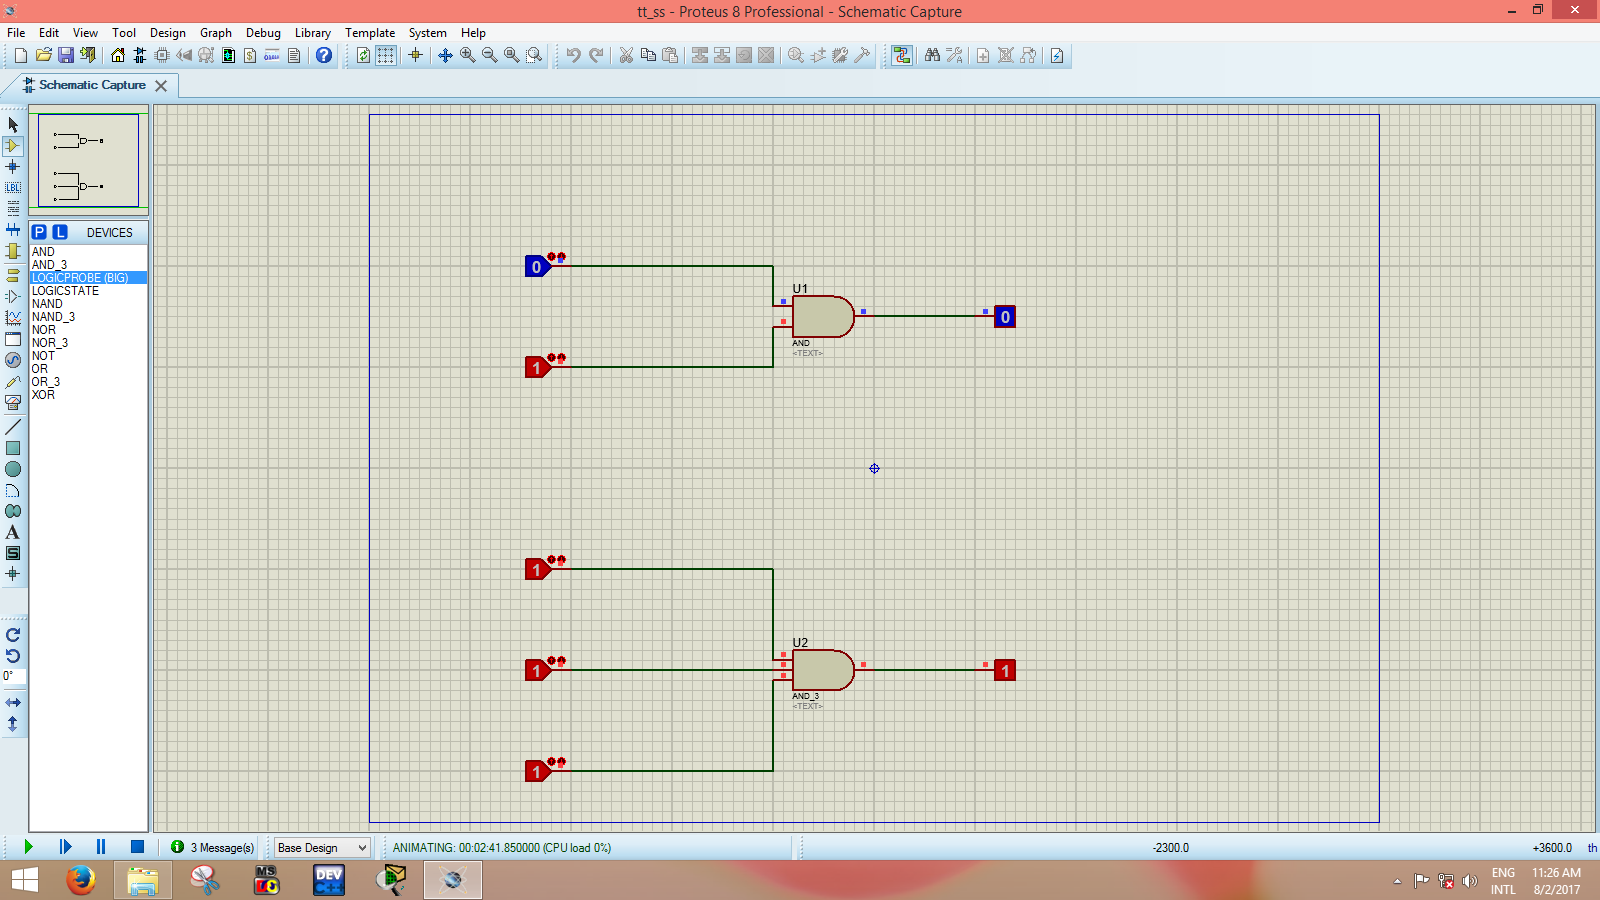 tt_ss - Proteus 8 Professional - Schematic Capture
File Edit View Tool Design Graph Debug Library Template System Help
Schematic Capture
P L DEVICES
AND
AND_3
LOGICPROBE (BIG)
LOGICSTATE
NAND
NAND_3
NOR
NOR_3
NOT
OR
OR_3
XOR
LBL
A
S
0°
0
U1
0
AND
<TEXT>
1
1
U2
1
1
AND_3
<TEXT>
1
3 Message(s) Base Design ANIMATING: 00:02:41.850000 (CPU load 0%) -2300.0 +3600.0 th
MS
DEV
C++
ENG 11:26 AM
INTL 8/2/2017